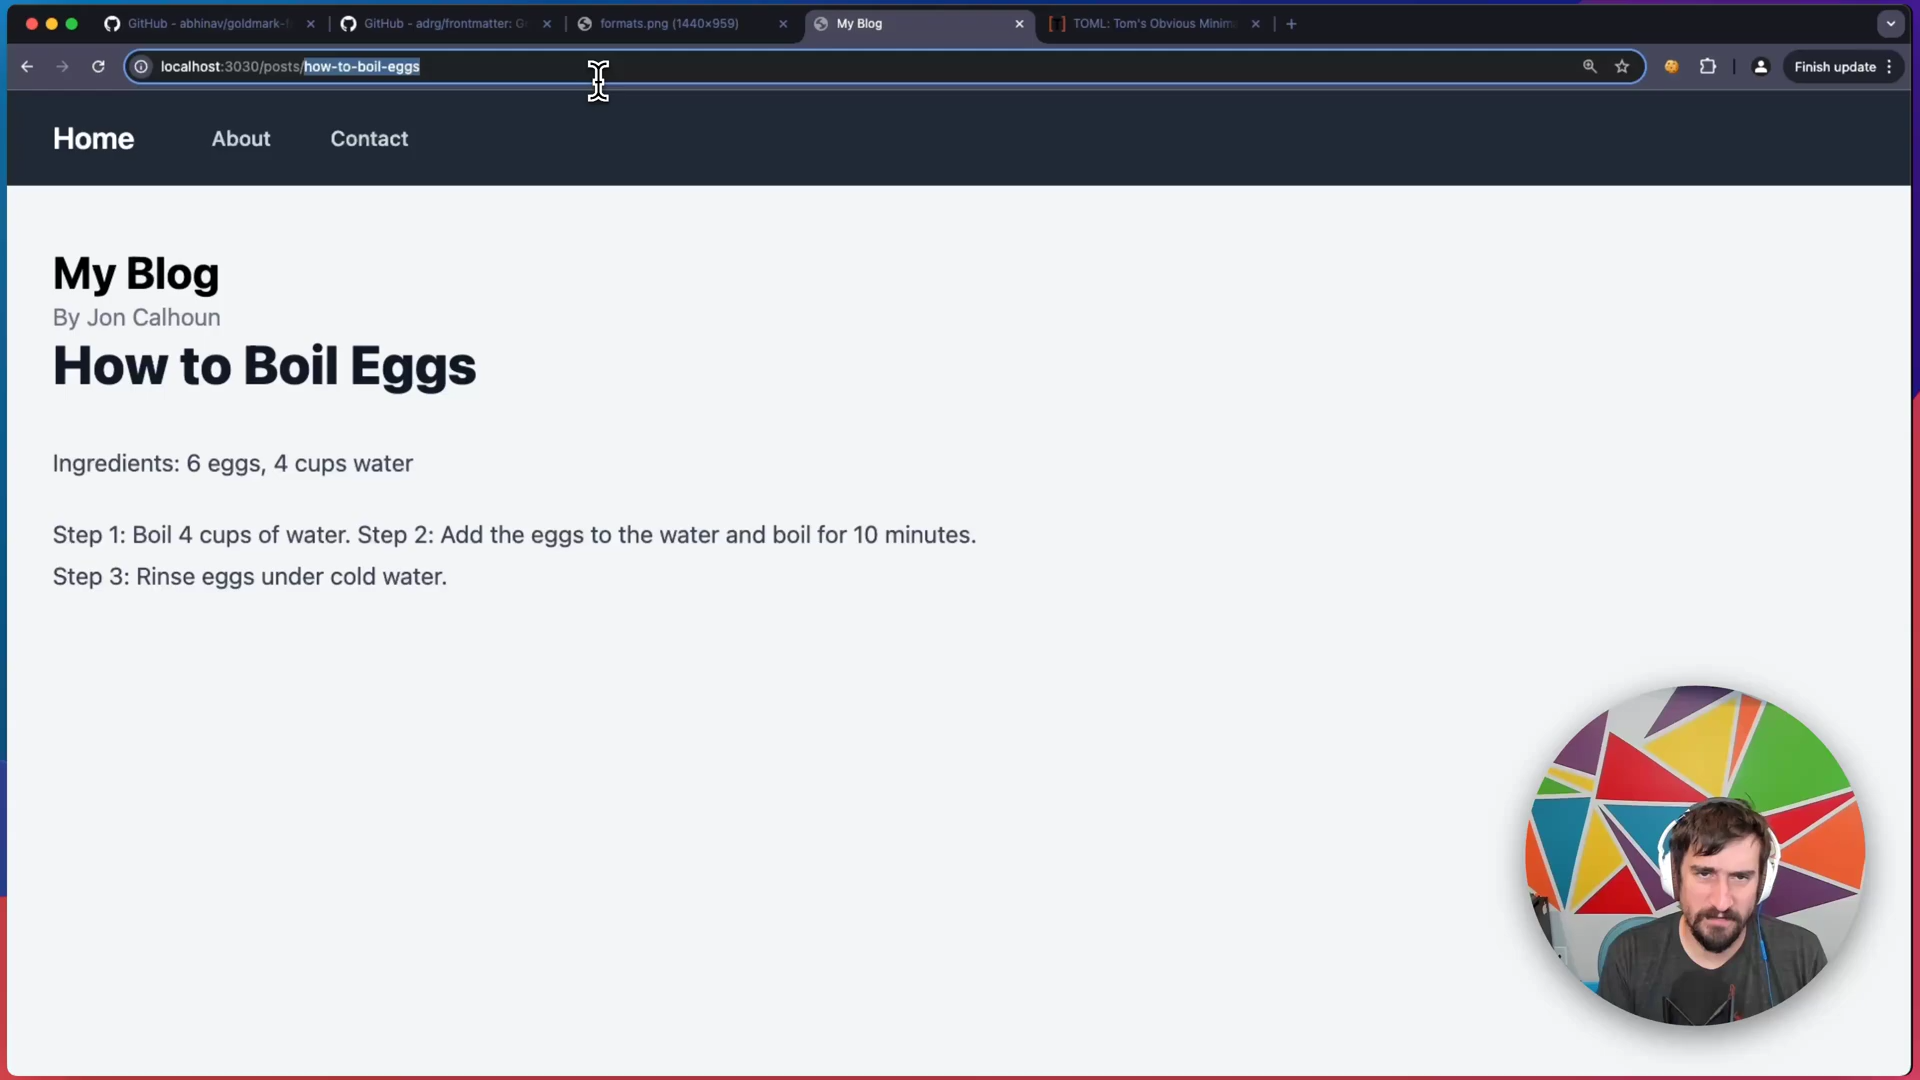 GitHub - abhinav/goldmark-f
GitHub - adrg/frontmatter: G
formats.png (1440×959)
My Blog
TOML: Tom's Obvious Minim
localhost:3030/posts/how-to-boil-eggs
Finish update
Home
About
Contact
My Blog
By Jon Calhoun
How to Boil Eggs
Ingredients: 6 eggs, 4 cups water
Step 1: Boil 4 cups of water. Step 2: Add the eggs to the water and boil for 10 minutes.
Step 3: Rinse eggs under cold water.